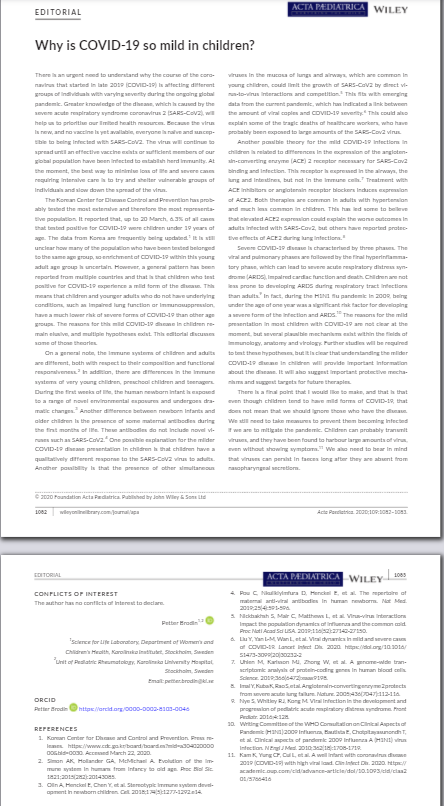 EDITORIAL
ACTA PÆDIATRICA WILEY
Why is COVID-19 so mild in children?
There is an urgent need to understand why the course of the coro-
navirus that started in late 2019 (COVID-19) is affecting different
groups of individuals with varying severity during the ongoing global
pandemic. Greater knowledge of the disease, which is caused by the
severe acute respiratory syndrome coronavirus 2 (SARS-CoV2), will
help us to prioritise our limited health resources. Because the virus
is new, and no vaccine is yet available, everyone is naïve and suscep-
tible to being infected with SARS-CoV2. The virus will continue to
spread until an effective vaccine exists or sufficient members of our
global population have been infected to establish herd immunity. At
the moment, the best way to minimise loss of life and severe cases
requiring intensive care is to try and shelter vulnerable groups of
individuals and slow down the spread of the virus.
The Korean Center for Disease Control and Prevention has prob-
ably tested the most extensive and therefore the most representa-
tive population. It reported that, up to 20 March, 6.3% of all cases
that tested positive for COVID-19 were children under 19 years of
age. The data from Korea are frequently being updated.1 It is still
unclear how many of the population who have been tested belonged
to the same age group, so enrichment of COVID-19 within this young
adult age group is uncertain. However, a general pattern has been
reported from multiple countries and that is that children who test
positive for COVID-19 experience a mild form of the disease. This
means that children and younger adults who do not have underlying
conditions, such as impaired lung function or immunosuppression,
have a much lower risk of severe forms of COVID-19 than other age
groups. The reasons for this mild COVID-19 disease in children re-
main elusive, and multiple hypotheses exist. This editorial discusses
some of those theories.
On a general note, the immune systems of children and adults
are different, both with respect to their composition and functional
responsiveness.2 In addition, there are differences in the immune
systems of very young children, preschool children and teenagers.
During the first weeks of life, the human newborn infant is exposed
to a range of novel environmental exposures and undergoes dra-
matic changes.3 Another difference between newborn infants and
older children is the presence of some maternal antibodies during
the first months of life. These antibodies do not include novel vi-
ruses such as SARS-CoV2.4 One possible explanation for the milder
COVID-19 disease presentation in children is that children have a
qualitatively different response to the SARS-CoV2 virus to adults.
Another possibility is that the presence of other simultaneous
viruses in the mucosa of lungs and airways, which are common in
young children, could limit the growth of SARS-CoV2 by direct vi-
rus-to-virus interactions and competition.5 This fits with emerging
data from the current pandemic, which has indicated a link between
the amount of viral copies and COVID-19 severity.6 This could also
explain some of the tragic deaths of healthcare workers, who have
probably been exposed to large amounts of the SARS-Cov2 virus.
Another possible theory for the mild COVID-19 infections in
children is related to differences in the expression of the angioten-
sin-converting enzyme (ACE) 2 receptor necessary for SARS-Cov2
binding and infection. This receptor is expressed in the airways, the
lung and intestines, but not in the immune cells.7 Treatment with
ACE inhibitors or angiotensin receptor blockers induces expression
of ACE2. Both therapies are common in adults with hypertension
and much less common in children. This has led some to believe
that elevated ACE2 expression could explain the worse outcomes in
adults infected with SARS-Cov2, but others have reported protec-
tive effects of ACE2 during lung infections.8
Severe COVID-19 disease is characterised by three phases. The
viral and pulmonary phases are followed by the final hyperinflamma-
tory phase, which can lead to severe acute respiratory distress syn-
drome (ARDS), impaired cardiac function and death. Children are not
less prone to developing ARDS during respiratory tract infections
than adults.9 In fact, during the H1N1 flu pandemic in 2009, being
under the age of one year was a significant risk factor for developing
a severe form of the infection and ARDS.10 The reasons for the mild
presentation in most children with COVID-19 are not clear at the
moment, but several plausible mechanisms exist within the fields of
immunology, anatomy and virology. Further studies will be required
to test these hypotheses, but it is clear that understanding the milder
COVID-19 disease in children will provide important information
about the disease. It will also suggest important protective mecha-
nisms and suggest targets for future therapies.
There is a final point that I would like to make, and that is that
even though children tend to have mild forms of COVID-19, that
does not mean that we should ignore those who have the disease.
We still need to take measures to prevent them becoming infected
if we are to mitigate the pandemic. Children can probably transmit
viruses, and they have been found to harbour large amounts of virus,
even without showing symptoms.11 We also need to bear in mind
that viruses can persist in faeces long after they are absent from
nasopharyngeal secretions.
© 2020 Foundation Acta Pædiatrica. Published by John Wiley & Sons Ltd
1082 wileyonlinelibrary.com/journal/apa Acta Pædiatrica. 2020;109:1082–1083.
EDITORIAL
ACTA PÆDIATRICA WILEY 1083
CONFLICTS OF INTEREST
The author has no conflicts of interest to declare.
Petter Brodin1,2 iD
1Science for Life Laboratory, Department of Women's and
Children's Health, Karolinska Institutet, Stockholm, Sweden
2Unit of Pediatric Rheumatology, Karolinska University Hospital,
Stockholm, Sweden
Email: petter.brodin@ki.se
ORCID
Petter Brodin iD https://orcid.org/0000-0002-8103-0046
REFERENCES
1. Korean Center for Disease Control and Prevention. Press re-
leases.
Accessed March 22, 2020.
2. Simon AK, Hollander GA, McMichael A. Evolution of the im-
mune system in humans from infancy to old age. Proc Biol Sci.
1821;2015(282):20143085.
3. Olin A, Henckel E, Chen Y, et al. Stereotypic immune system devel-
opment in newborn children. Cell. 2018;174(5):1277-1292.e14.
4. Pou C, Nkulikiyimfura D, Henckel E, et al. The repertoire of
maternal anti-viral antibodies in human newborns. Nat Med.
2019;25(4):591-596.
5. Nickbakhsh S, Mair C, Matthews L, et al. Virus-virus interactions
impact the population dynamics of influenza and the common cold.
Proc Natl Acad Sci USA. 2019;116(52):27142-27150.
6. Liu Y, Yan L-M, Wan L, et al. Viral dynamics in mild and severe cases
of COVID-19. Lancet Infect Dis. 2020. https://doi.org/10.1016/
S1473-3099(20)30232-2
7. Uhlen M, Karlsson MJ, Zhong W, et al. A genome-wide tran-
scriptomic analysis of protein-coding genes in human blood cells.
Science. 2019;366(6472):eaax9198.
8. Imai Y, Kuba K, Rao S, et al. Angiotensin-converting enzyme 2 protects
from severe acute lung failure. Nature. 2005;436(7047):112-116.
9. Nye S, Whitley RJ, Kong M. Viral infection in the development and
progression of pediatric acute respiratory distress syndrome. Front
Pediatr. 2016;4:128.
10. Writing Committee of the WHO Consultation on Clinical Aspects of
Pandemic (H1N1) 2009 Influenza, Bautista E, Chotpitayasunondh T,
et al. Clinical aspects of pandemic 2009 influenza A (H1N1) virus
infection. N Engl J Med. 2010;362(18):1708-1719.
11. Kam K, Yung CF, Cui L, et al. A well infant with coronavirus disease
2019 (COVID-19) with high viral load. Clin Infect Dis. 2020. https://
academic.oup.com/cid/advance-article/doi/10.1093/cid/ciaa2
01/5766416